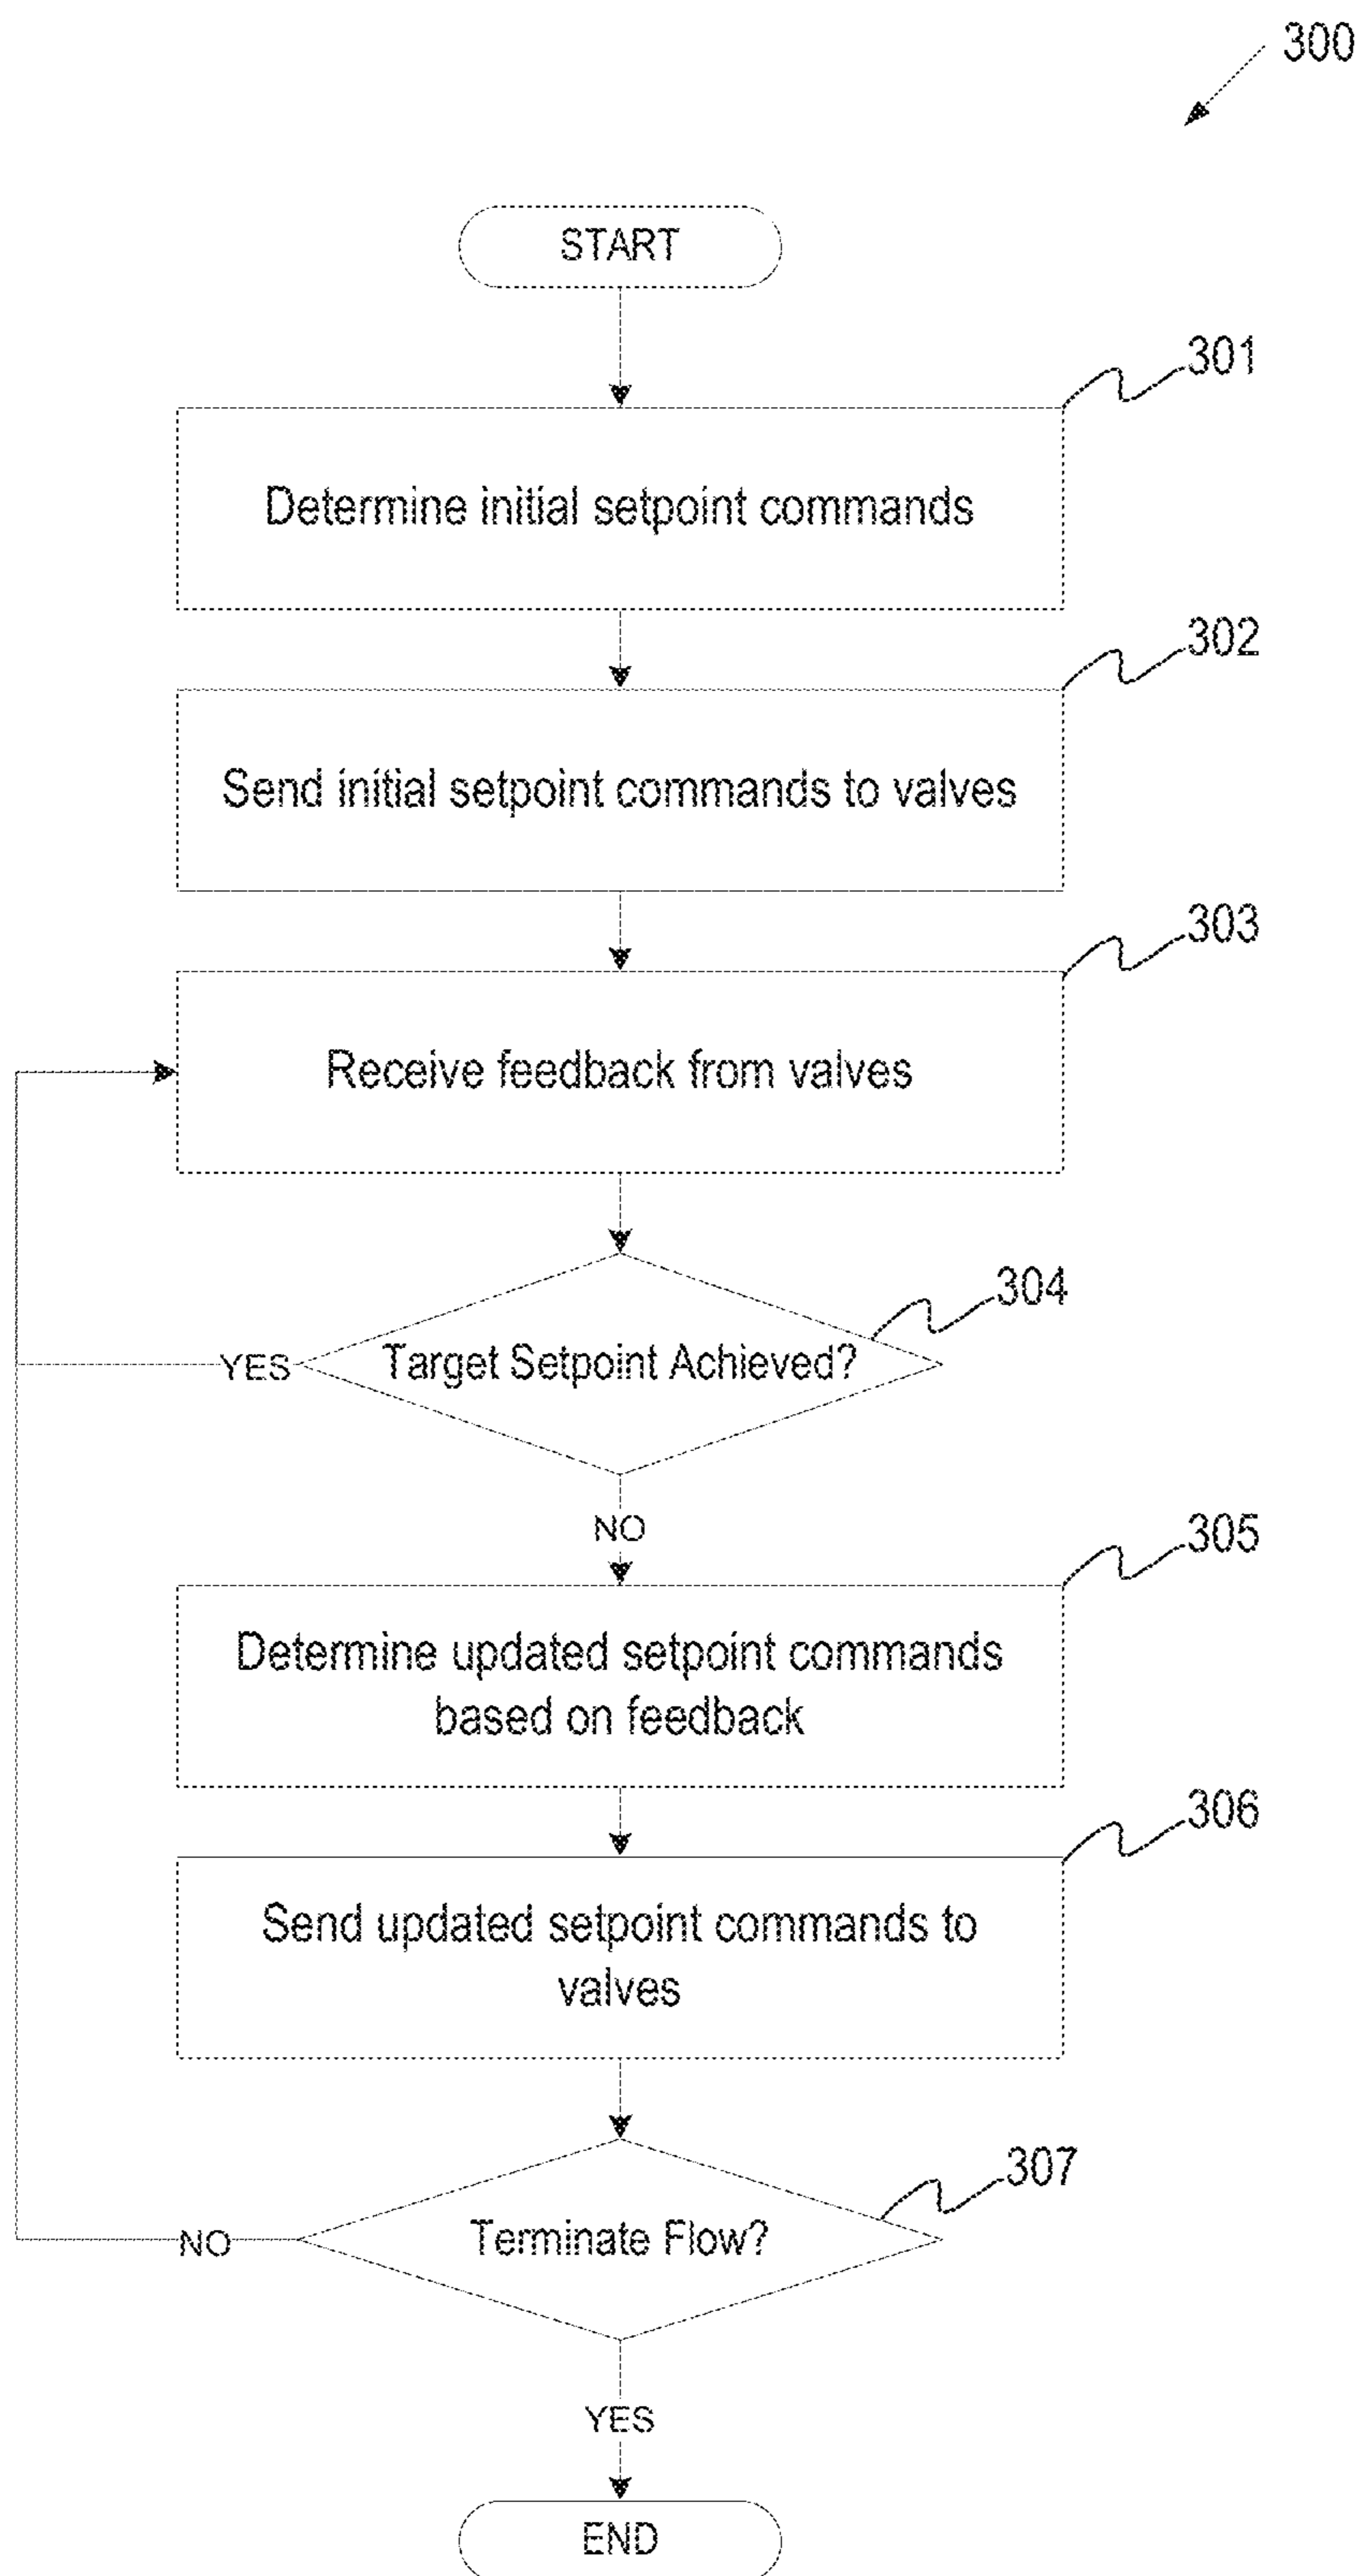 300
START
301
Determine initial setpoint commands
302
Send initial setpoint commands to valves
303
Receive feedback from valves
304
YES
Target Setpoint Achieved?
NO
305
Determine updated setpoint commands
based on feedback
306
Send updated setpoint commands to
valves
307
NO
Terminate Flow?
YES
END